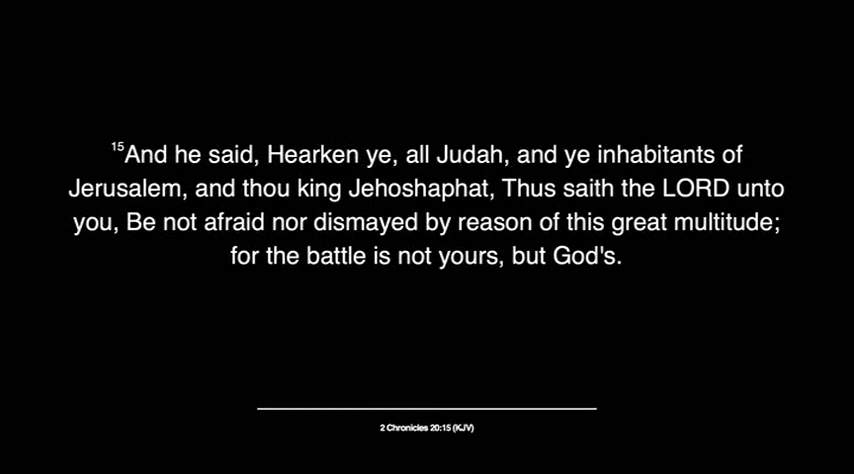 15And he said, Hearken ye, all Judah, and ye inhabitants of
Jerusalem, and thou king Jehoshaphat, Thus saith the LORD unto
you, Be not afraid nor dismayed by reason of this great multitude;
for the battle is not yours, but God's.
2 Chronicles 20:15 (KJV)